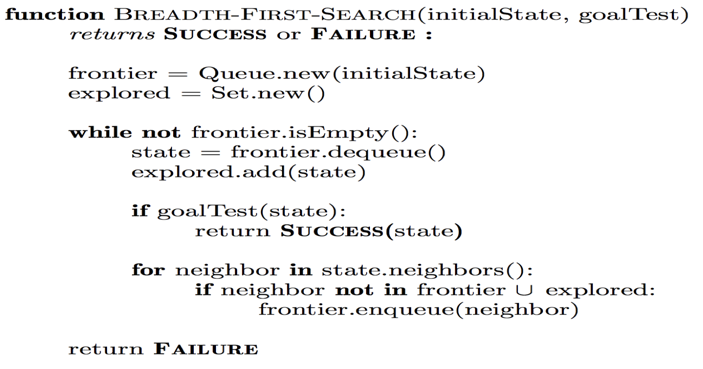 function BREADTH-FIRST-SEARCH(initialState, goalTest)
returns SUCCESS or FAILURE :
frontier = Queue.new(initialState)
explored = Set.new()
while not frontier.isEmpty():
state = frontier.dequeue()
explored.add(state)
if goalTest(state):
return SUCCESS(state)
for neighbor in state.neighbors():
if neighbor not in frontier ∪ explored:
frontier.enqueue(neighbor)
return FAILURE